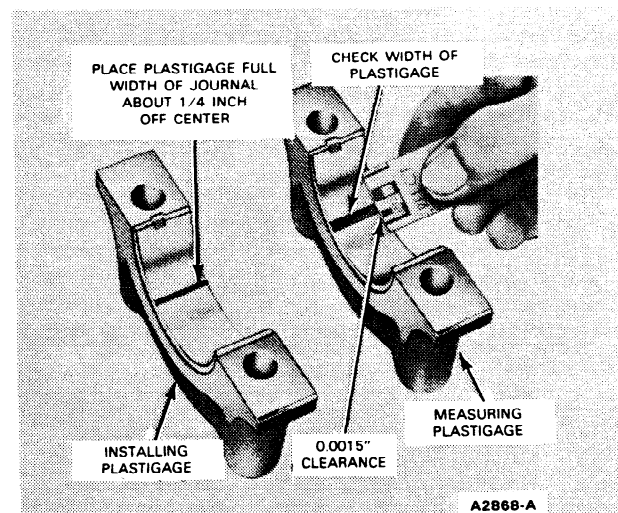 PLACE PLASTIGAGE FULL
WIDTH OF JOURNAL
ABOUT 1/4 INCH
OFF CENTER
CHECK WIDTH OF
PLASTIGAGE
INSTALLING
PLASTIGAGE
0.0015"
CLEARANCE
MEASURING
PLASTIGAGE
A2868-A